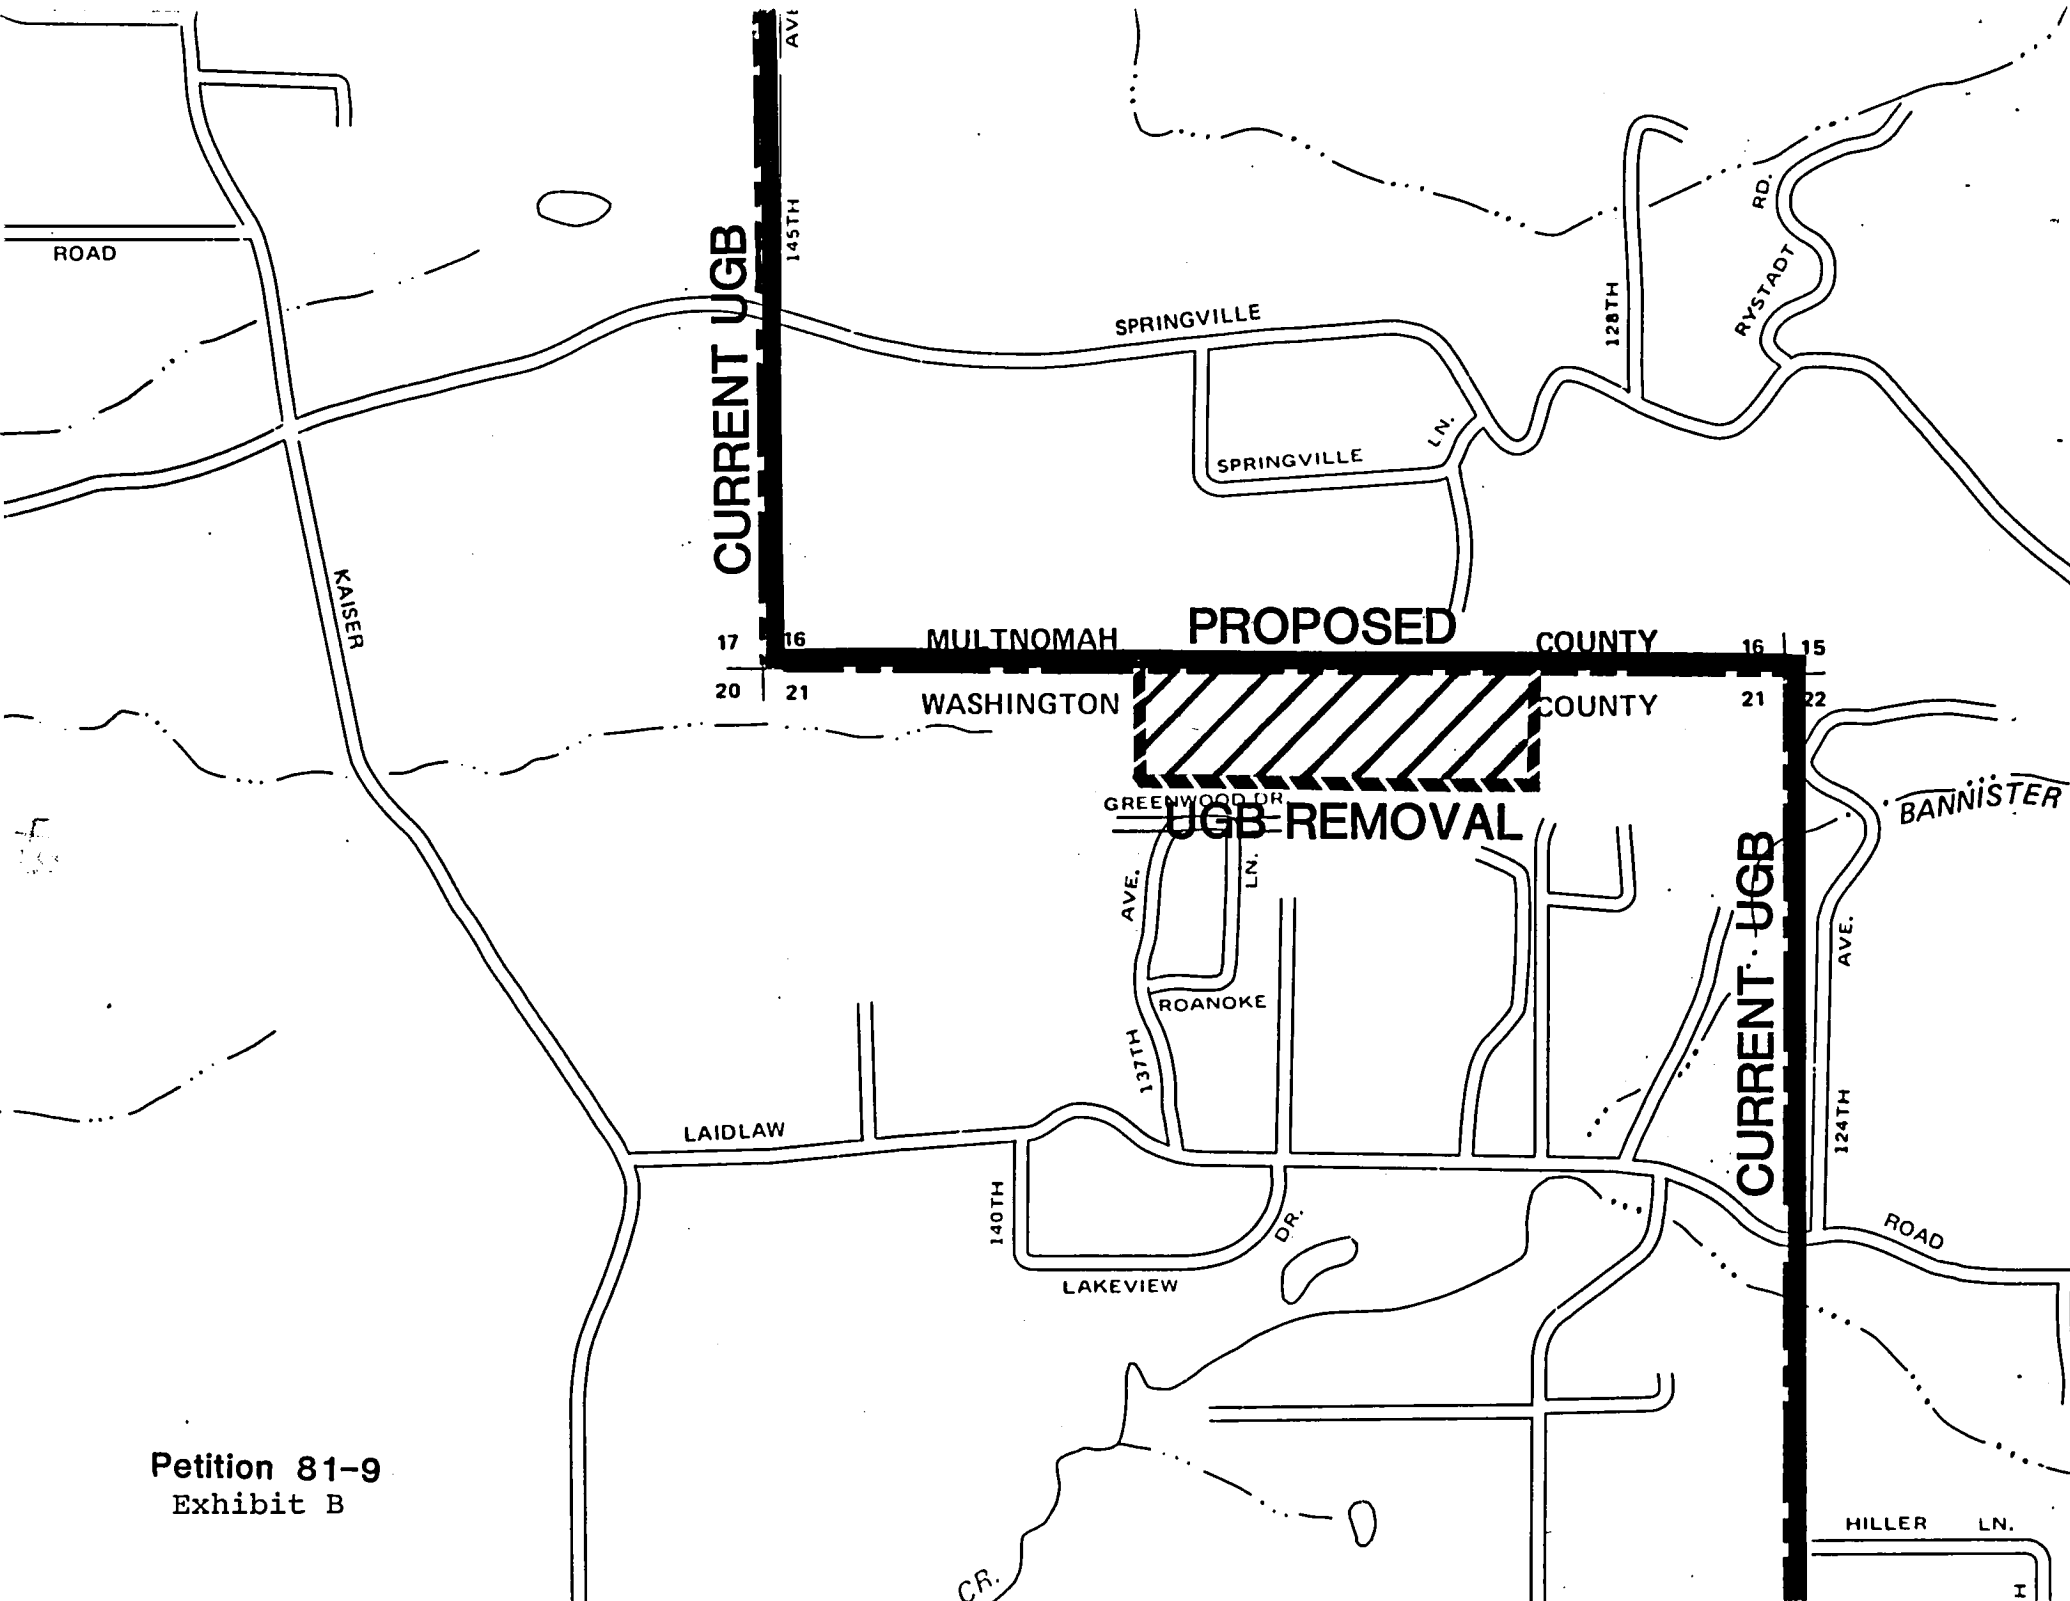 AVE
145TH
ROAD
CURRENT UGB
SPRINGVILLE
128TH
RYSTADT RD.
SPRINGVILLE LN.
KAISER
17 16
MULTNOMAH
PROPOSED
COUNTY
16 15
20 21
WASHINGTON
COUNTY
21 22
BANNISTER
GREENWOOD DR.
UGB REMOVAL
CURRENT UGB
AVE.
LN.
AVE.
ROANOKE
137TH
124TH
LAIDLAW
140TH
DR.
ROAD
LAKEVIEW
Petition 81-9
Exhibit B
HILLER LN.
CR.
H